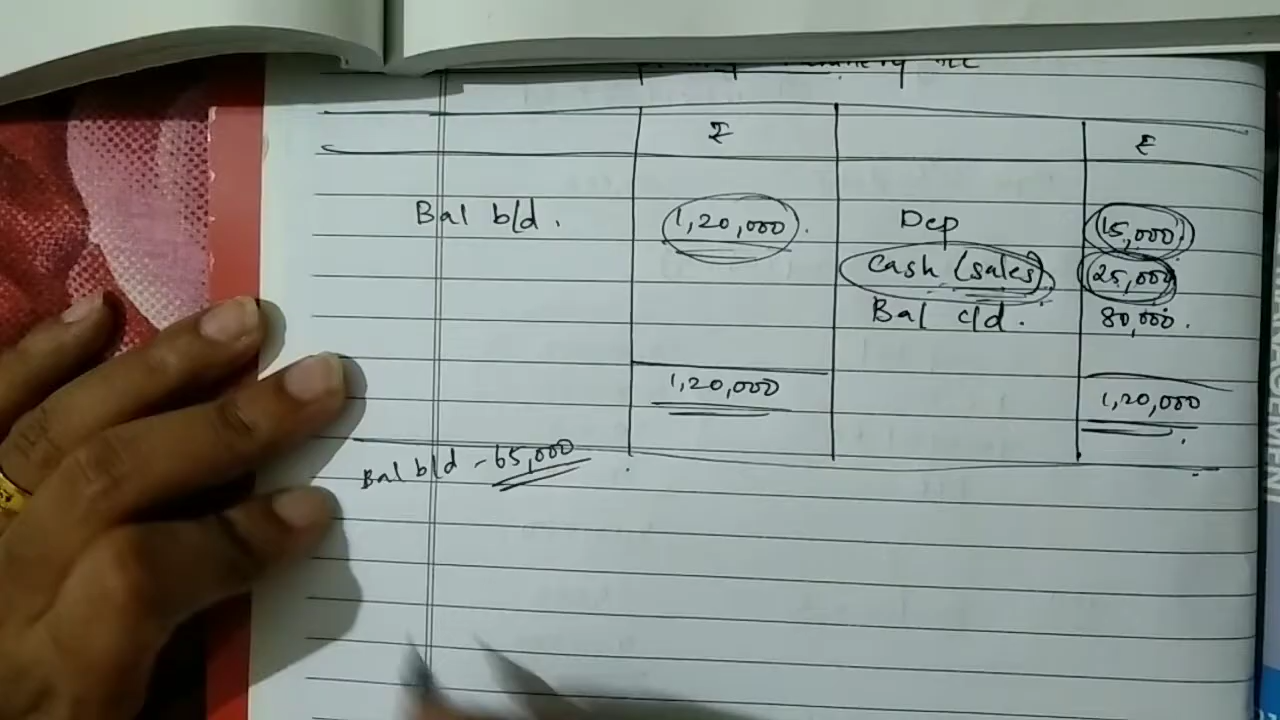 ₹ ₹
Bal b/d. 1,20,000. Dep 15,000.
Cash (sales) 25,000
Bal c/d. 80,000.
1,20,000 1,20,000
Bal b/d - 65,000